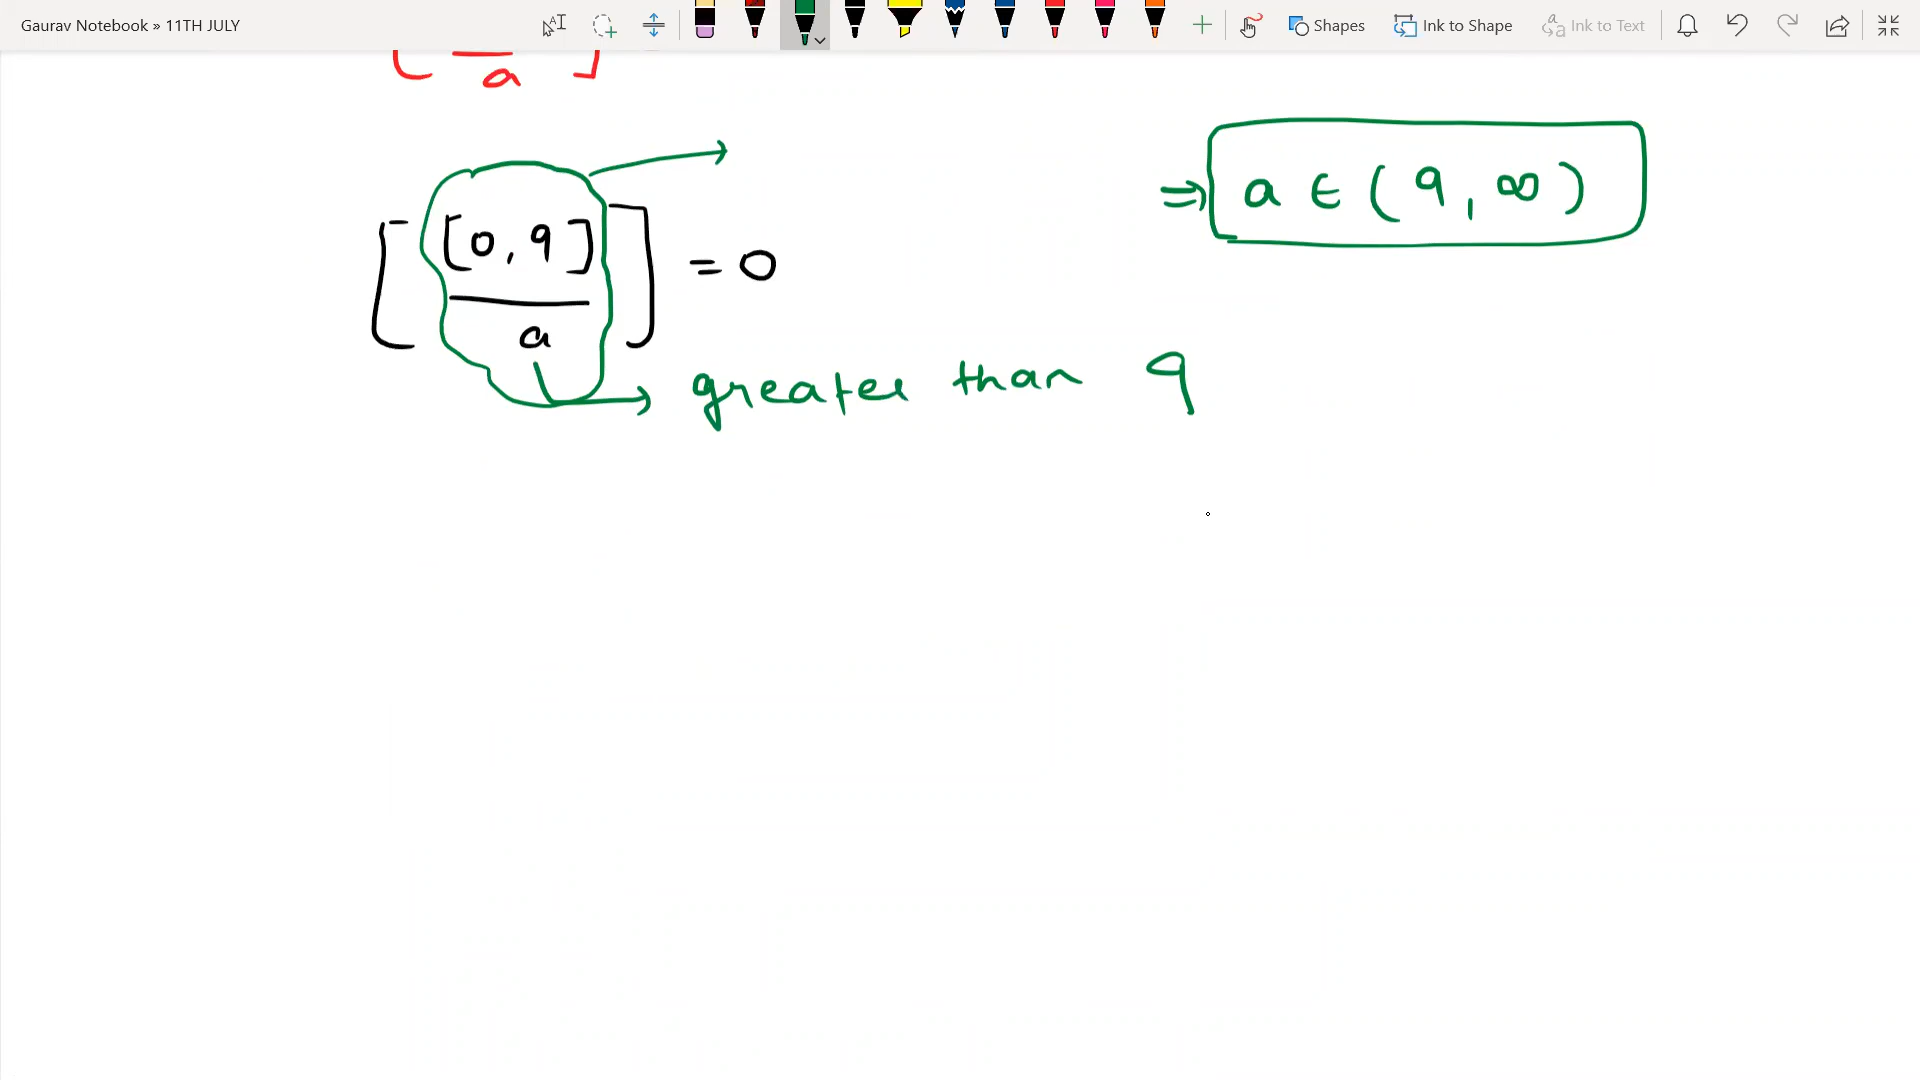 Gaurav Notebook » 11TH JULY
Shapes
Ink to Shape
Ink to Text
a
[ [0, 9] / a ] = 0
⇒ a ∈ (9, ∞)
greater than 9